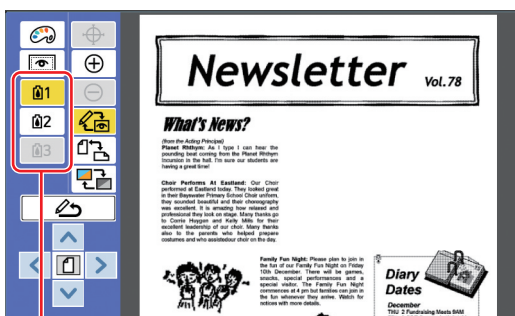 1
2
3
Newsletter Vol.78
What's News?
(from the Acting Principal)
Planet Rhthym: As I type I can hear the
pounding beat coming from the Planet Rhthym
Incursion in the hall. I'm sure our students are
having a great time!
Choir Performs At Eastland: Our Choir
performed at Eastland today. They looked great
in their Bayswater Primary School Choir uniform,
they sounded beautiful and their choreography
was excellent. It is amazing how relaxed and
professional they look on stage. Many thanks go
to Corrie Hoygen and Kelly Mills for their
excellent leadership of our choir. Many thanks
also to the parents who helped prepare
costumes and who assistedour choir on the day.
Family Fun Night: Please plan to join in
the fun of our Family Fun Night on Friday
10th December. There will be games,
snacks, special performances and a
special visitor. The Family Fun Night
commences at 4 pm but families can join in
the fun whenever they arrive. Watch for
notices with more details.
Diary
Dates
December
THU 2 Fundraising Meets 9AM